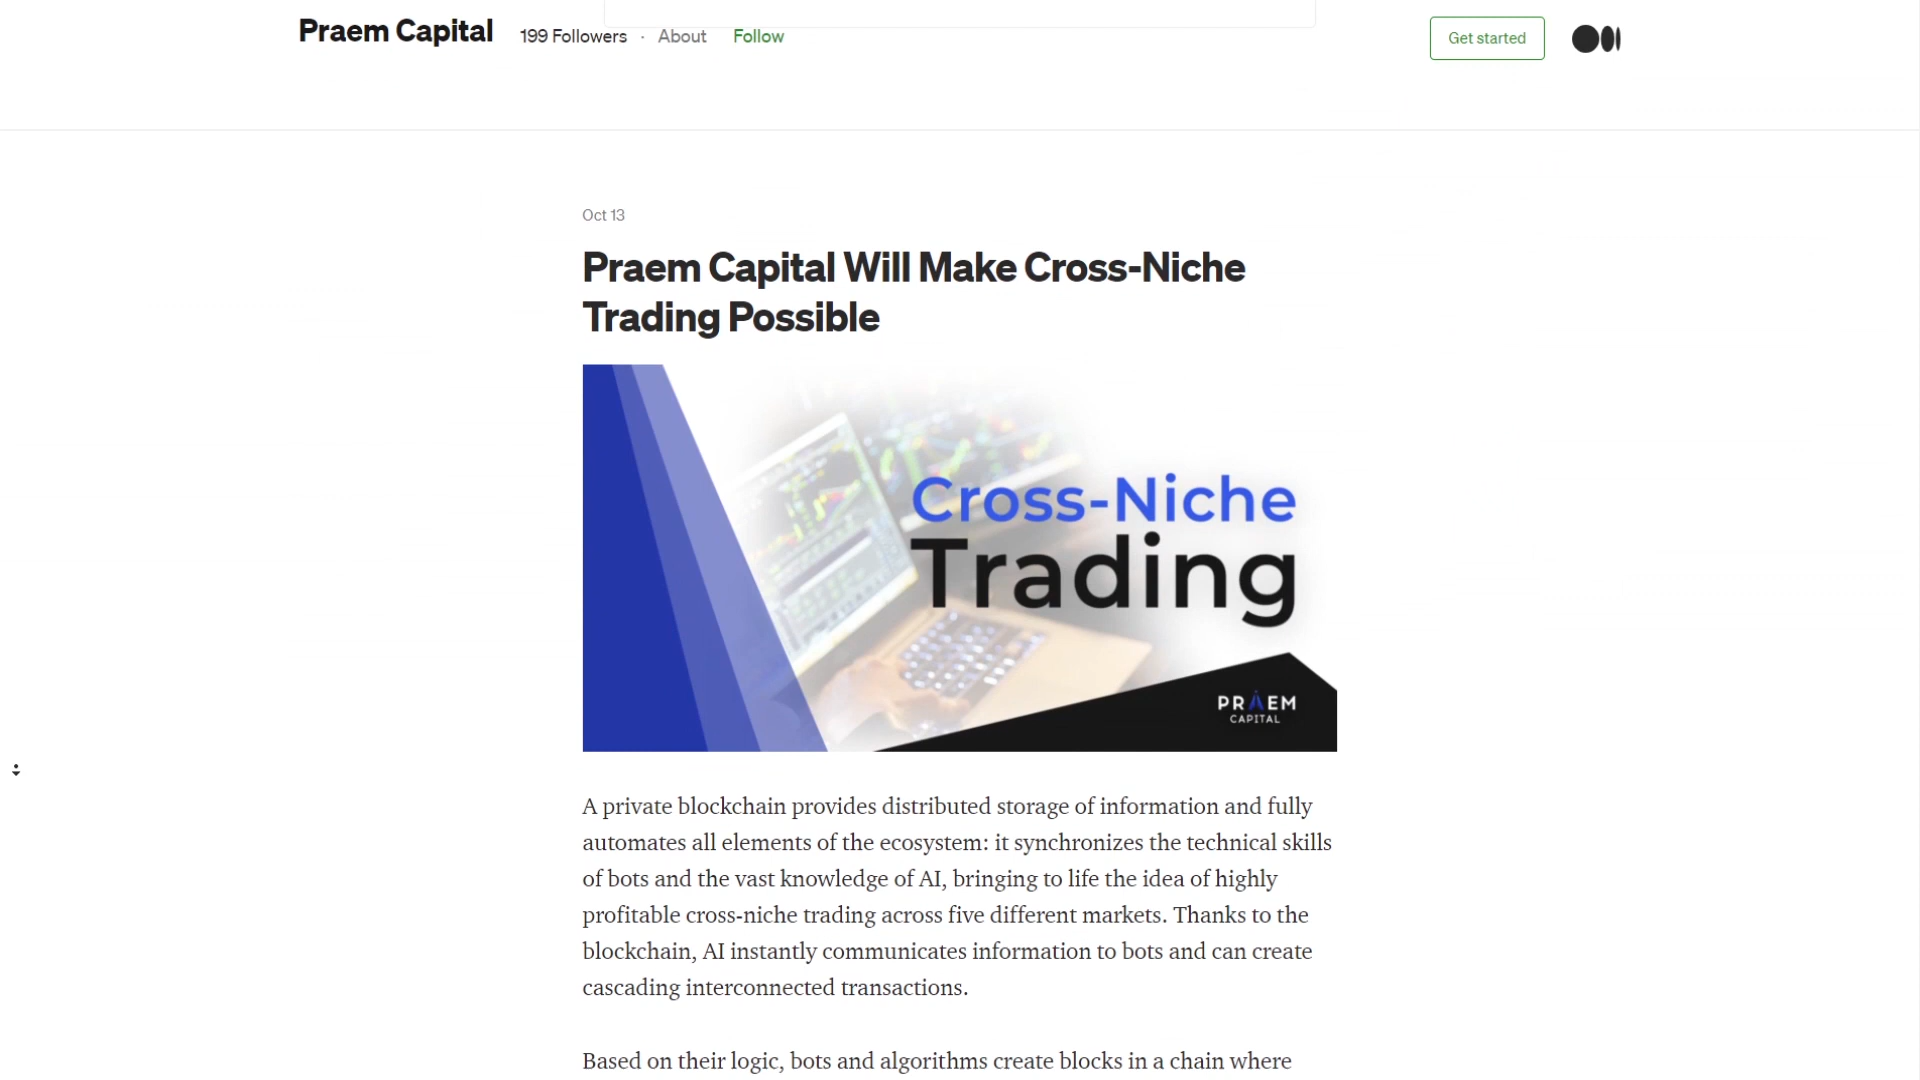 Praem Capital
199 Followers · About Follow
Get started
Oct 13
Praem Capital Will Make Cross-Niche
Trading Possible
Cross-Niche
Trading
PRAEM
CAPITAL
A private blockchain provides distributed storage of information and fully
automates all elements of the ecosystem: it synchronizes the technical skills
of bots and the vast knowledge of AI, bringing to life the idea of highly
profitable cross-niche trading across five different markets. Thanks to the
blockchain, AI instantly communicates information to bots and can create
cascading interconnected transactions.
Based on their logic, bots and algorithms create blocks in a chain where